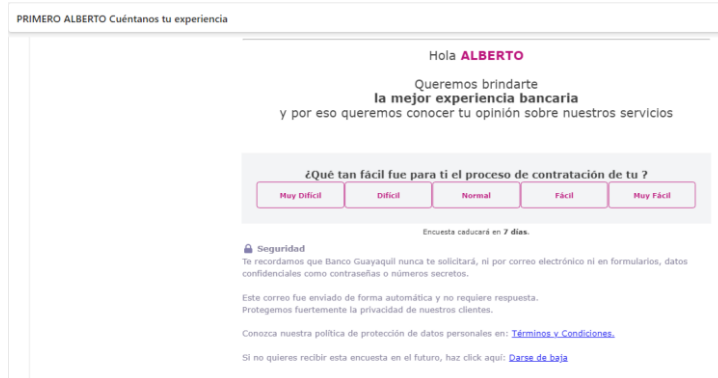 PRIMERO ALBERTO Cuéntanos tu experiencia
Hola ALBERTO
Queremos brindarte
la mejor experiencia bancaria
y por eso queremos conocer tu opinión sobre nuestros servicios
¿Qué tan fácil fue para ti el proceso de contratación de tu ?
Muy Difícil Difícil Normal Fácil Muy Fácil
Encuesta caducará en 7 días.
Seguridad
Te recordamos que Banco Guayaquil nunca te solicitará, ni por correo electrónico ni en formularios, datos
confidenciales como contraseñas o números secretos.
Este correo fue enviado de forma automática y no requiere respuesta.
Protegemos fuertemente la privacidad de nuestros clientes.
Conozca nuestra política de protección de datos personales en: Términos y Condiciones.
Si no quieres recibir esta encuesta en el futuro, haz click aquí: Darse de baja